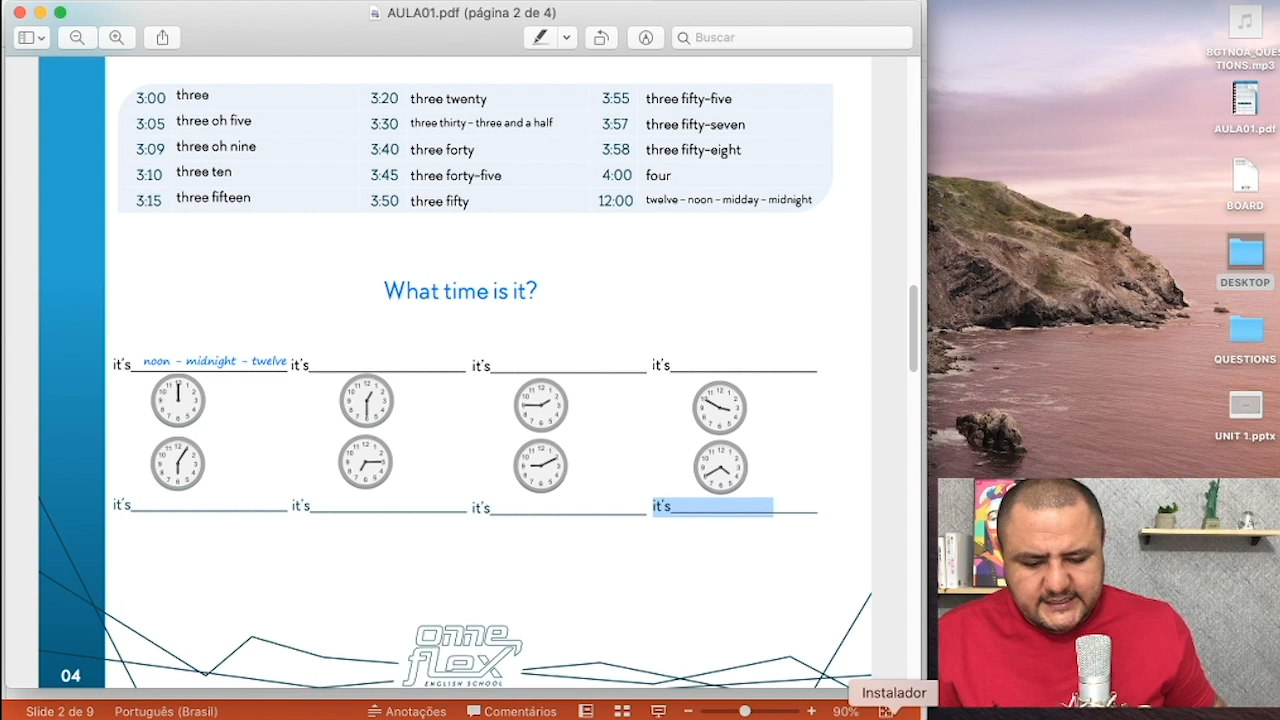 AULA01.pdf (página 2 de 4)
Buscar
3:00 three
3:05 three oh five
3:09 three oh nine
3:10 three ten
3:15 three fifteen
3:20 three twenty
3:30 three thirty - three and a half
3:40 three forty
3:45 three forty-five
3:50 three fifty
3:55 three fifty-five
3:57 three fifty-seven
3:58 three fifty-eight
4:00 four
12:00 twelve - noon - midday - midnight
What time is it?
it's noon - midnight - twelve it's it's it's
it's it's it's it's
04
onne
flex
ENGLISH SCHOOL
Instalador
Slide 2 de 9 Português (Brasil) Anotações Comentários 90%
TIONS.mp3
AULA01.pdf
BOARD
DESKTOP
QUESTIONS
UNIT 1.pptx